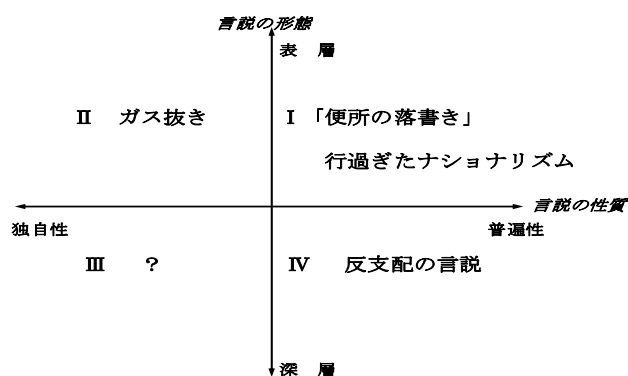 言説の形態
表 層
Ⅱ ガス抜き
Ⅰ 「便所の落書き」
行過ぎたナショナリズム
言説の性質
独自性
普遍性
Ⅲ ?
Ⅳ 反支配の言説
深 層